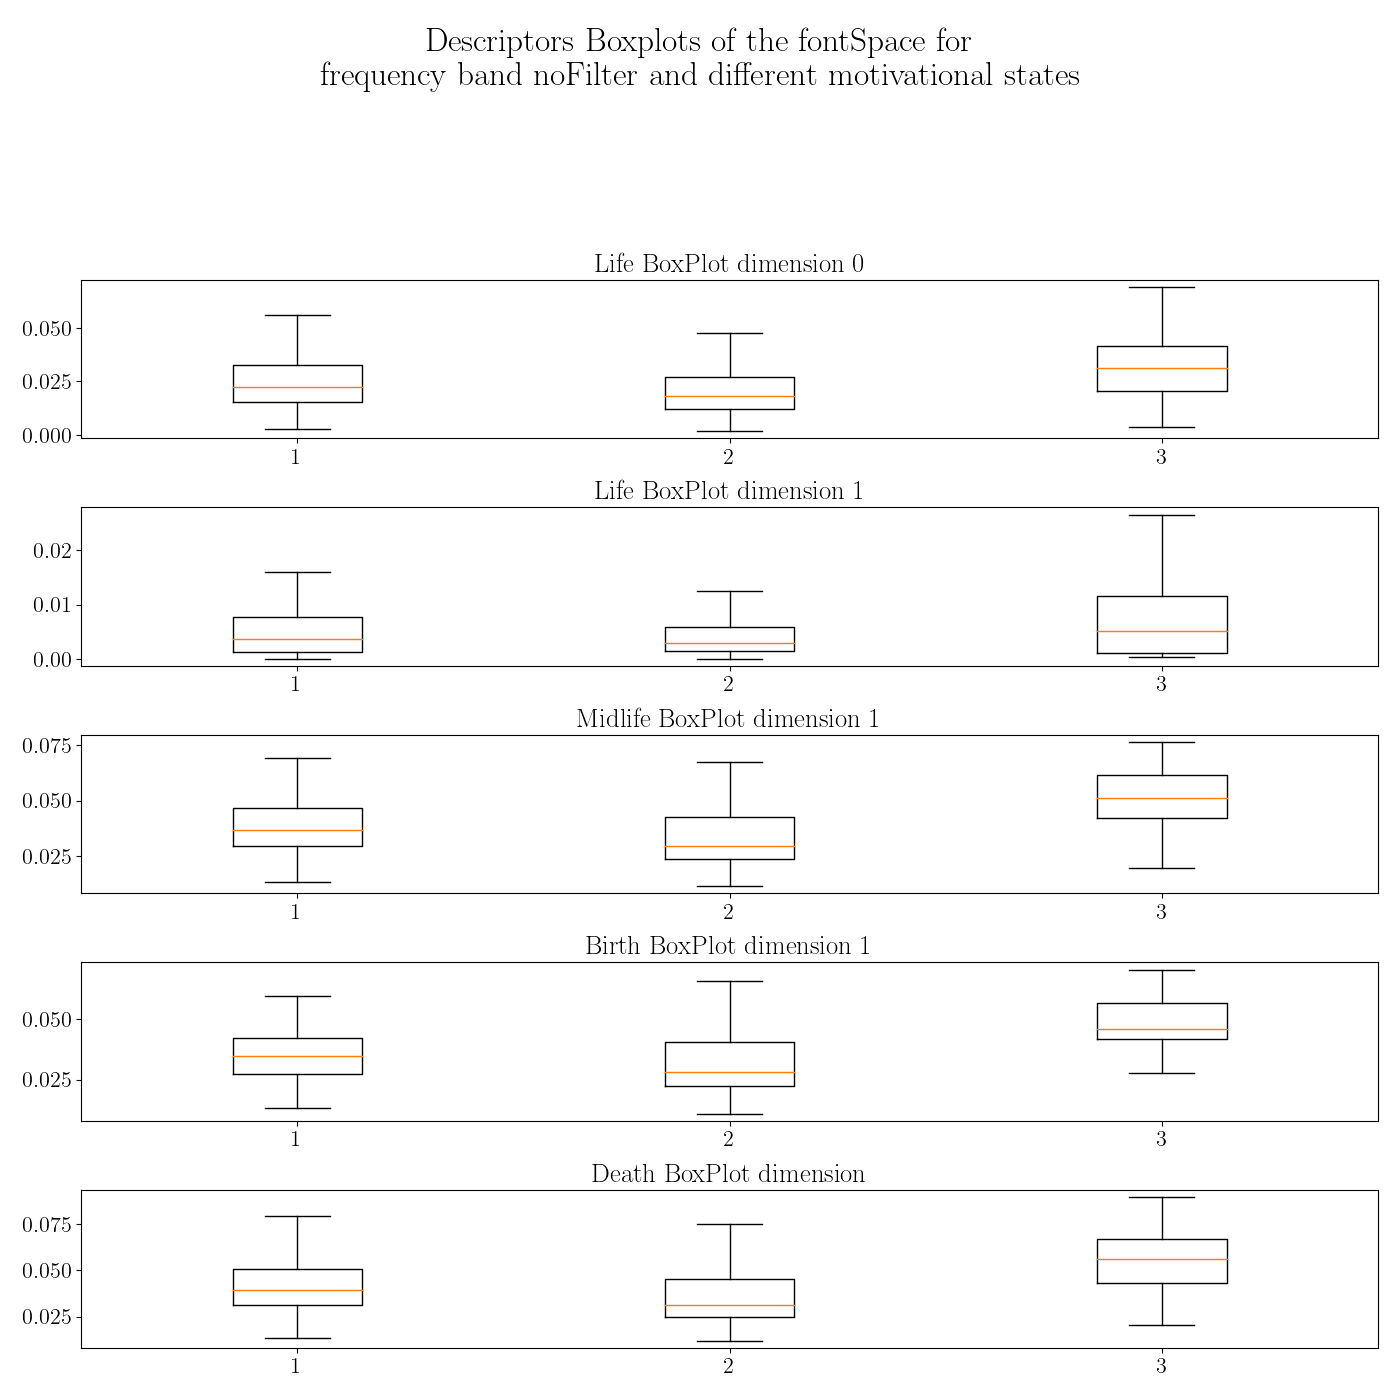 Descriptors Boxplots of the fontSpace for
frequency band noFilter and different motivational states
Life BoxPlot dimension 0
0.050
0.025
0.000
1 2 3
Life BoxPlot dimension 1
0.02
0.01
0.00
1 2 3
Midlife BoxPlot dimension 1
0.075
0.050
0.025
1 2 3
Birth BoxPlot dimension 1
0.050
0.025
1 2 3
Death BoxPlot dimension
0.075
0.050
0.025
1 2 3